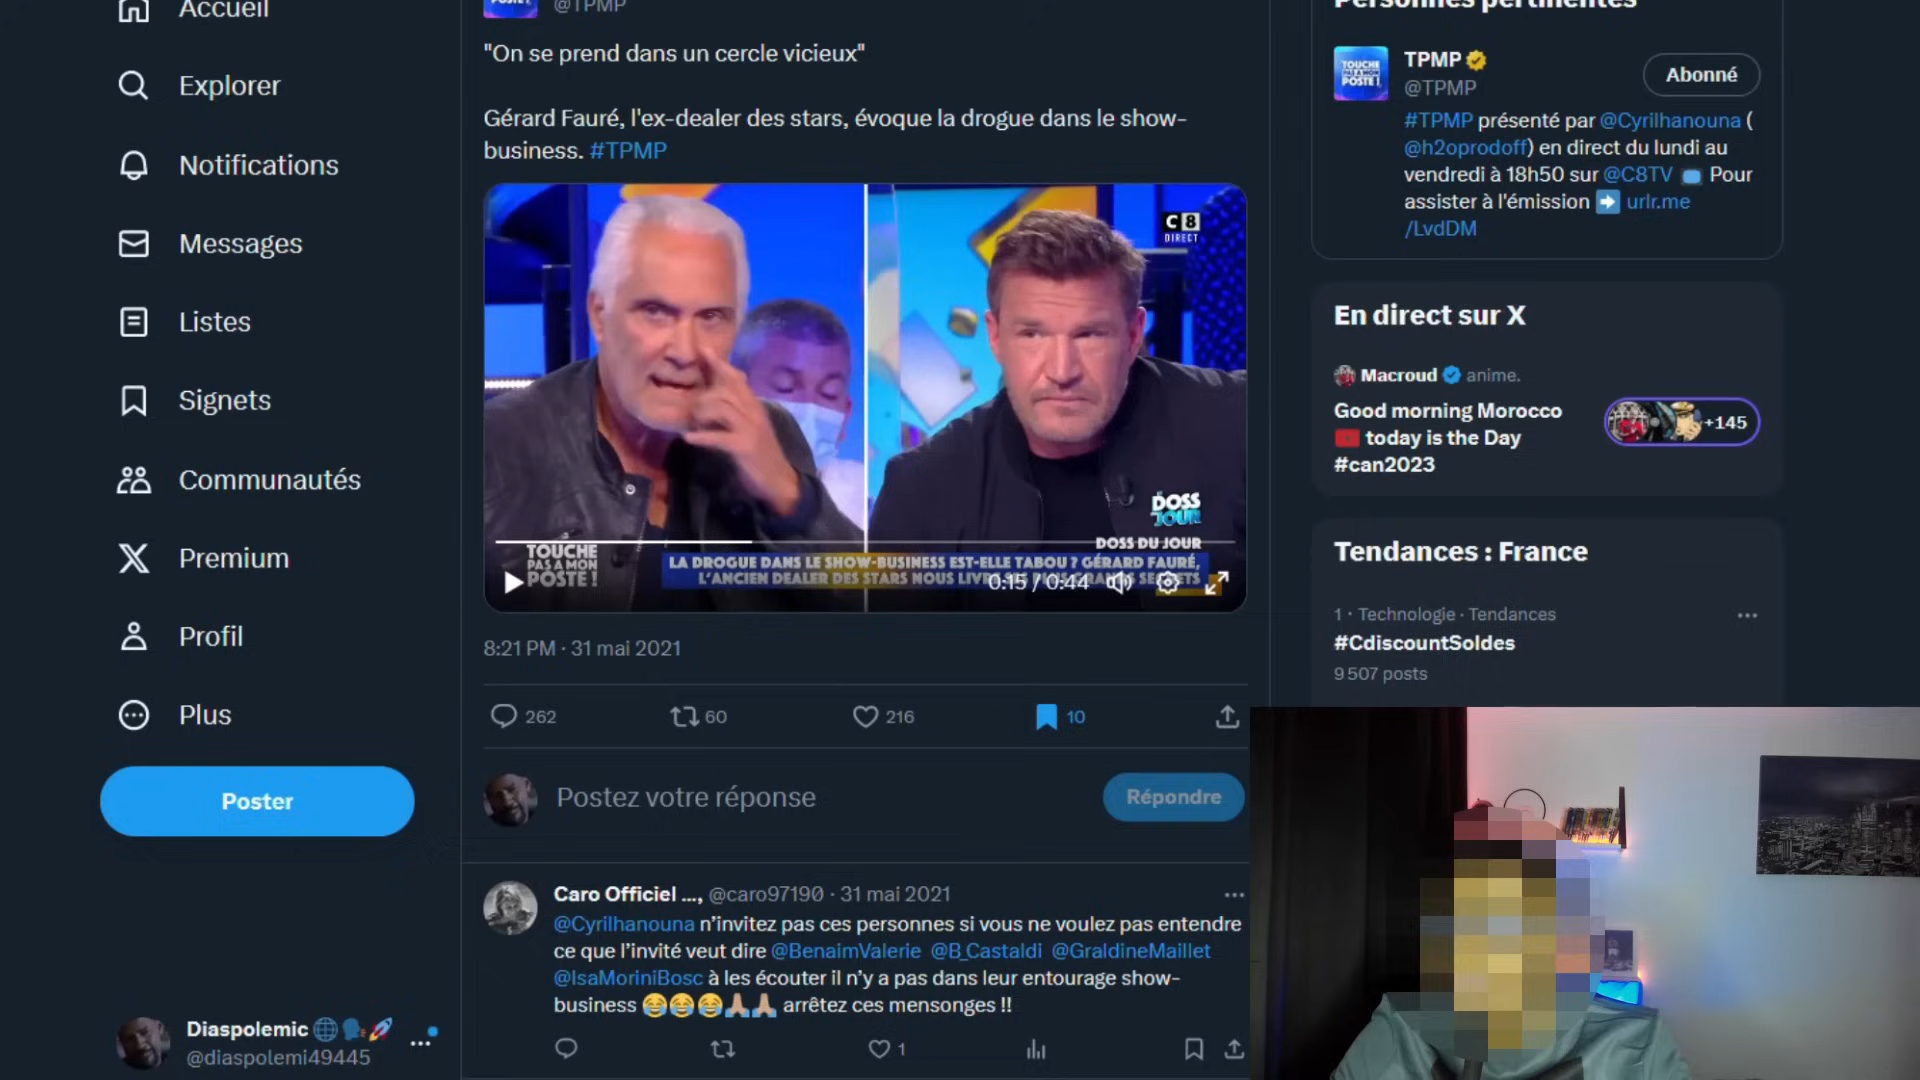 Accueil
Explorer
Notifications
Messages
Listes
Signets
Communautés
Premium
Profil
Plus
Poster
Diaspolemic
@diaspolemi49445
@TPMP
"On se prend dans un cercle vicieux"
Gérard Fauré, l'ex-dealer des stars, évoque la drogue dans le show-
business. #TPMP
C8
DIRECT
DOSS
JOUR
DOSS DU JOUR
TOUCHE
PAS A MON
POSTE !
LA DROGUE DANS LE SHOW-BUSINESS EST-ELLE TABOU ? GÉRARD FAURÉ,
L'ANCIEN DEALER DES STARS NOUS LIVRE SES PLUS GRANDS SECRETS
0:15 / 0:44
8:21 PM · 31 mai 2021
262
60
216
10
Postez votre réponse
Répondre
Caro Officiel ..., @caro97190 · 31 mai 2021
@Cyrilhanouna n'invitez pas ces personnes si vous ne voulez pas entendre
ce que l'invité veut dire @BenaimValerie @B_Castaldi @GraldineMaillet
@IsaMoriniBosc à les écouter il n'y a pas dans leur entourage show-
business 😂😂😂🙏🏼🙏🏼 arrêtez ces mensonges !!
1
Personnes pertinentes
TOUCHE
PAS A MON
POSTE !
TPMP
@TPMP
Abonné
#TPMP présenté par @Cyrilhanouna (
@h2oprodoff) en direct du lundi au
vendredi à 18h50 sur @C8TV Pour
assister à l'émission ➡ urlr.me
/LvdDM
En direct sur X
Macroud anime.
Good morning Morocco
🇲🇦 today is the Day
#can2023
+145
Tendances : France
1 · Technologie · Tendances
#CdiscountSoldes
9 507 posts